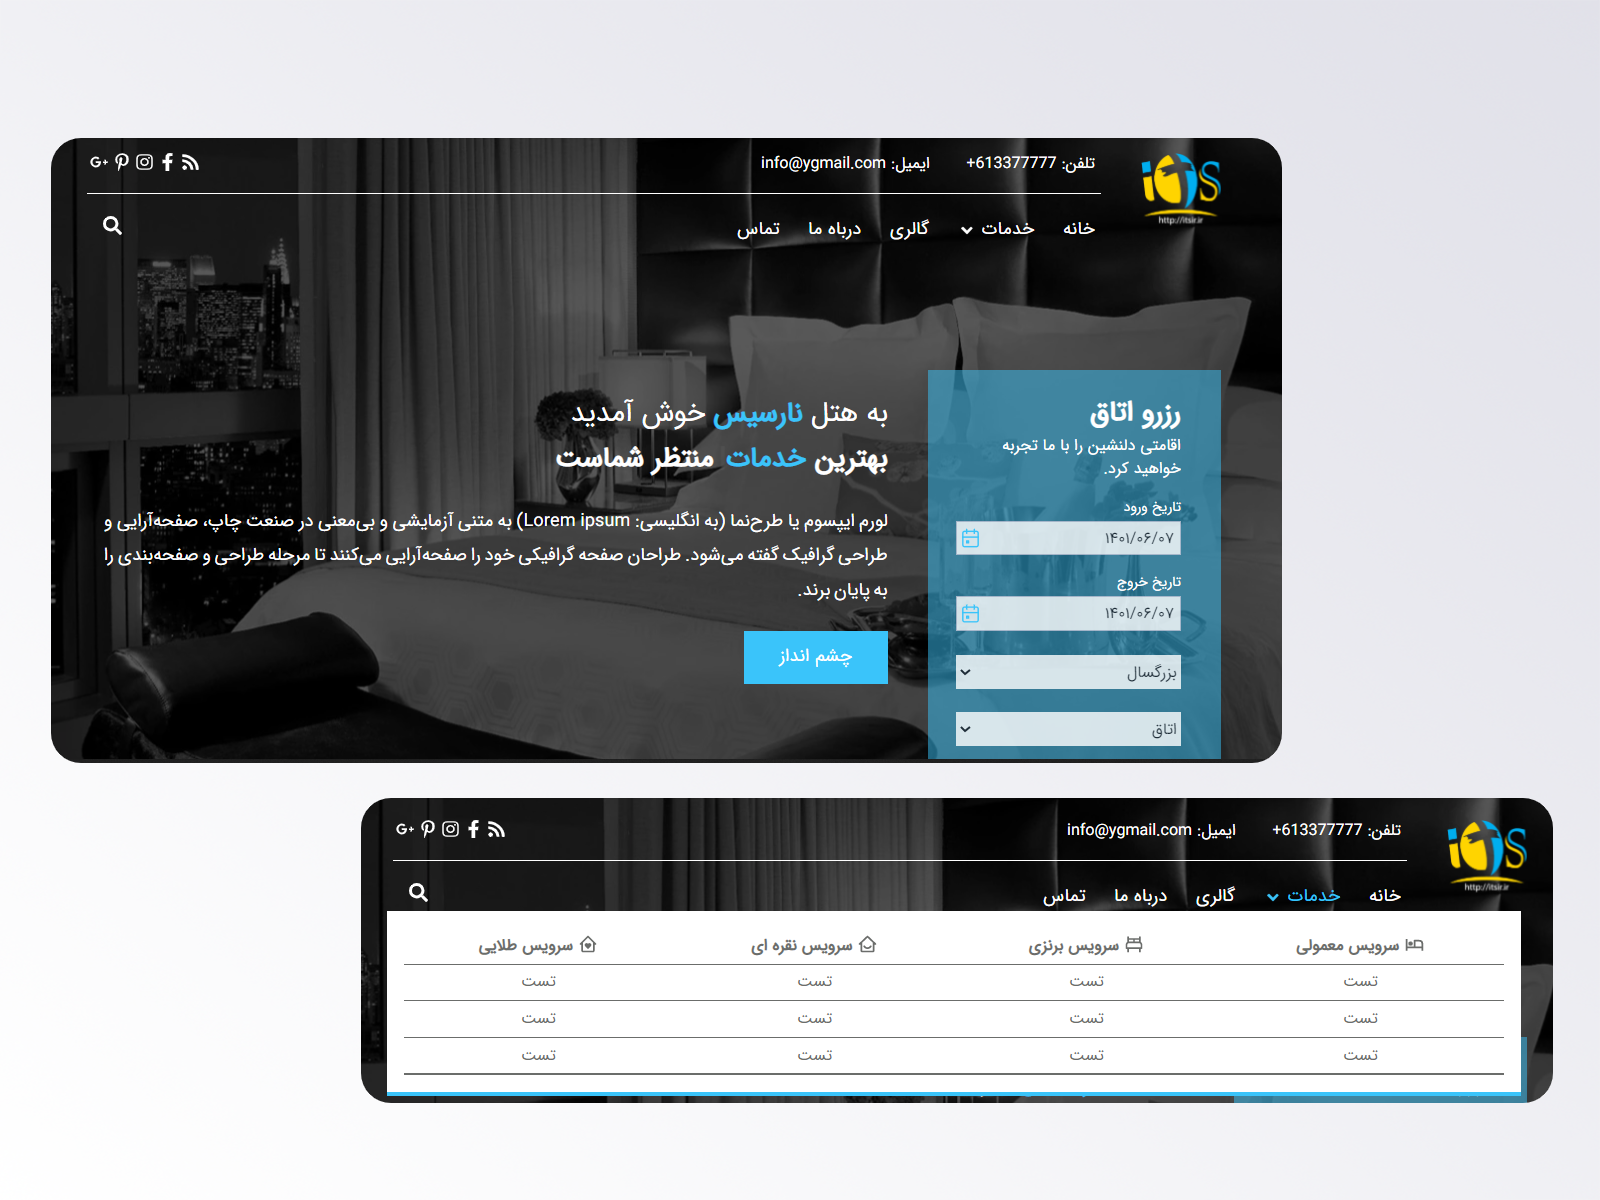 تلفن: 613377777+
ایمیل: info@ygmail.com
G+
iTS
http://itsir.ir
خانه
خدمات
گالری
درباه ما
تماس
به هتل نارسیس خوش آمدید
بهترین خدمات منتظر شماست
لورم ایپسوم یا طرح‌نما (به انگلیسی: Lorem ipsum) به متنی آزمایشی و بی‌معنی در صنعت چاپ، صفحه‌آرایی و
طراحی گرافیک گفته می‌شود. طراحان صفحه گرافیکی خود را صفحه‌آرایی می‌کنند تا مرحله طراحی و صفحه‌بندی را
به پایان برند.
چشم انداز
رزرو اتاق
اقامتی دلنشین را با ما تجربه
خواهید کرد.
تاریخ ورود
۱۴۰۱/۰۶/۰۷
تاریخ خروج
۱۴۰۱/۰۶/۰۷
بزرگسال
اتاق
تلفن: 613377777+
ایمیل: info@ygmail.com
G+
iTS
http://itsir.ir
خانه
خدمات
گالری
درباه ما
تماس
سرویس معمولی
سرویس برنزی
سرویس نقره ای
سرویس طلایی
تست
تست
تست
تست
تست
تست
تست
تست
تست
تست
تست
تست